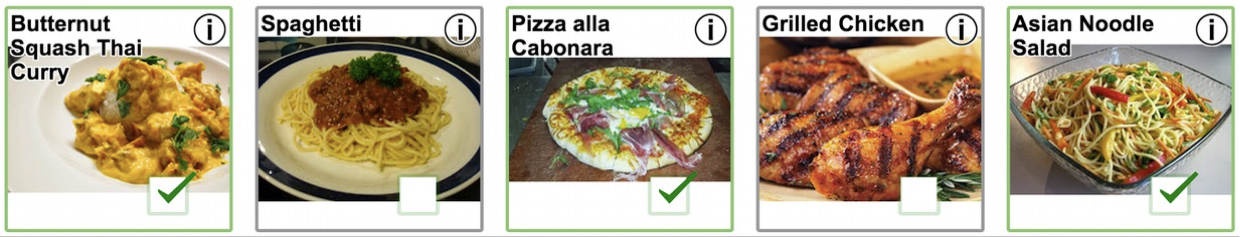 Butternut
Squash Thai
Curry
Spaghetti
Pizza alla
Cabonara
Grilled Chicken
Asian Noodle
Salad